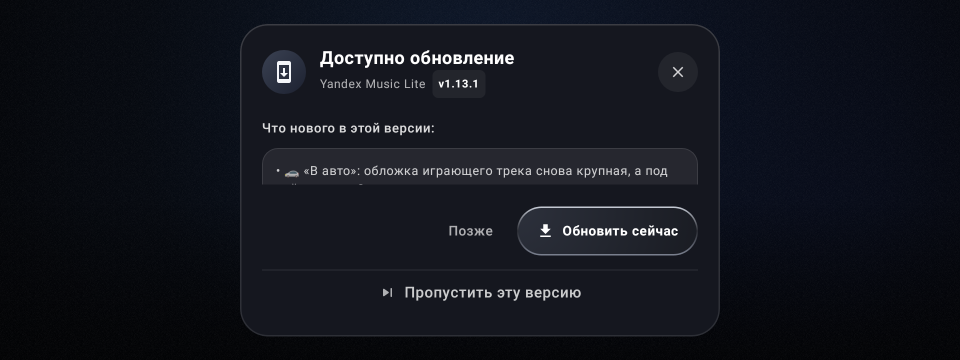 Доступно обновление
Yandex Music Lite v1.13.1
Что нового в этой версии:
• 🚗 «В авто»: обложка играющего трека снова крупная, а под
Позже
Обновить сейчас
Пропустить эту версию